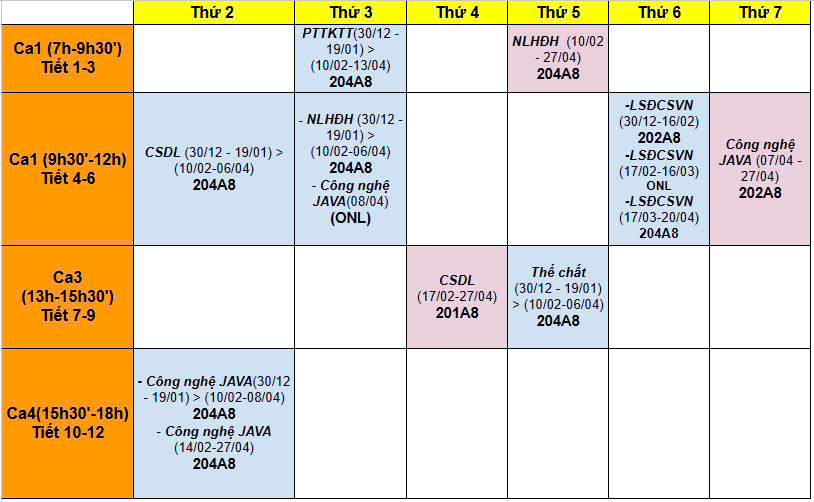 Thứ 2
Thứ 3
Thứ 4
Thứ 5
Thứ 6
Thứ 7
Ca1 (7h-9h30')
Tiết 1-3
PTTKTT(30/12 -
19/01) >
(10/02-13/04)
204A8
NLHĐH (10/02
- 27/04)
204A8
Ca1 (9h30'-12h)
Tiết 4-6
CSDL (30/12 - 19/01) >
(10/02-06/04)
204A8
- NLHĐH (30/12 -
19/01) >
(10/02-06/04)
204A8
- Công nghệ
JAVA(08/04)
(ONL)
-LSĐCSVN
(30/12-16/02)
202A8
-LSĐCSVN
(17/02-16/03)
ONL
-LSĐCSVN
(17/03-20/04)
204A8
Công nghệ
JAVA (07/04 -
27/04)
202A8
Ca3
(13h-15h30')
Tiết 7-9
CSDL
(17/02-27/04)
201A8
Thể chất
(30/12 - 19/01)
> (10/02-06/04)
204A8
Ca4(15h30'-18h)
Tiết 10-12
- Công nghệ JAVA(30/12
- 19/01) > (10/02-08/04)
204A8
- Công nghệ JAVA
(14/02-27/04)
204A8